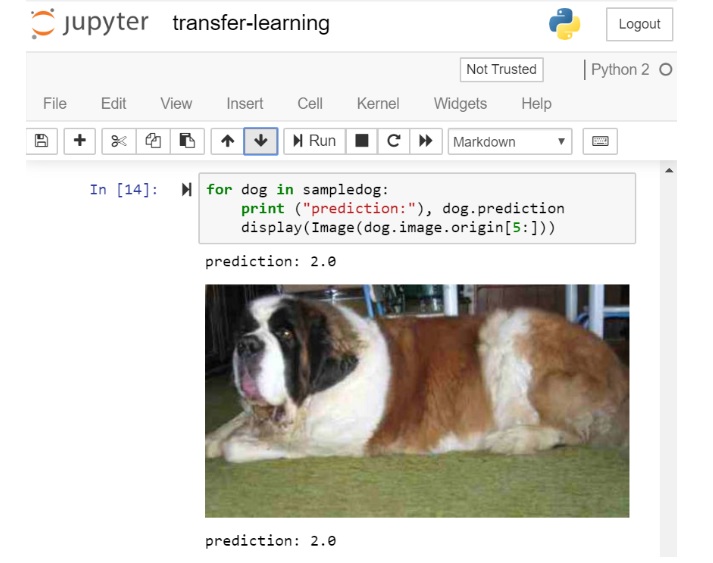 jupyter transfer-learning Logout
Not Trusted Python 2
File Edit View Insert Cell Kernel Widgets Help
Run Markdown
In [14]: for dog in sampledog:
print ("prediction:"), dog.prediction
display(Image(dog.image.origin[5:]))
prediction: 2.0
prediction: 2.0